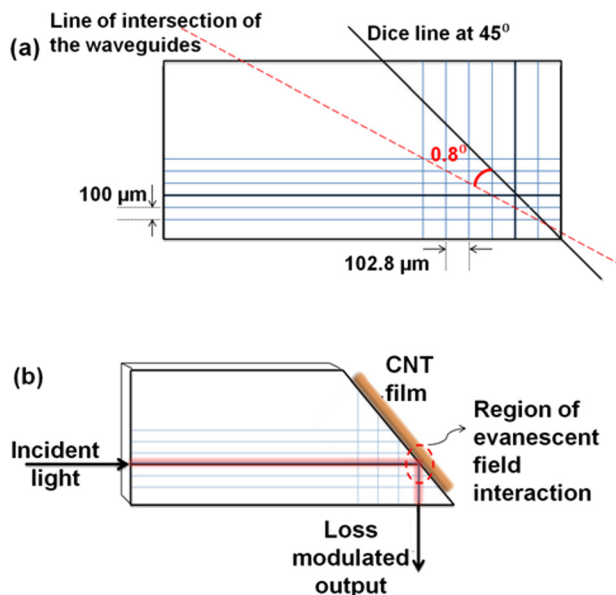 Line of intersection of
the waveguides
Dice line at 45⁰
(a)
0.8⁰
100 µm
102.8 µm
(b)
CNT
film
Region of
evanescent
field
interaction
Incident
light
Loss
modulated
output